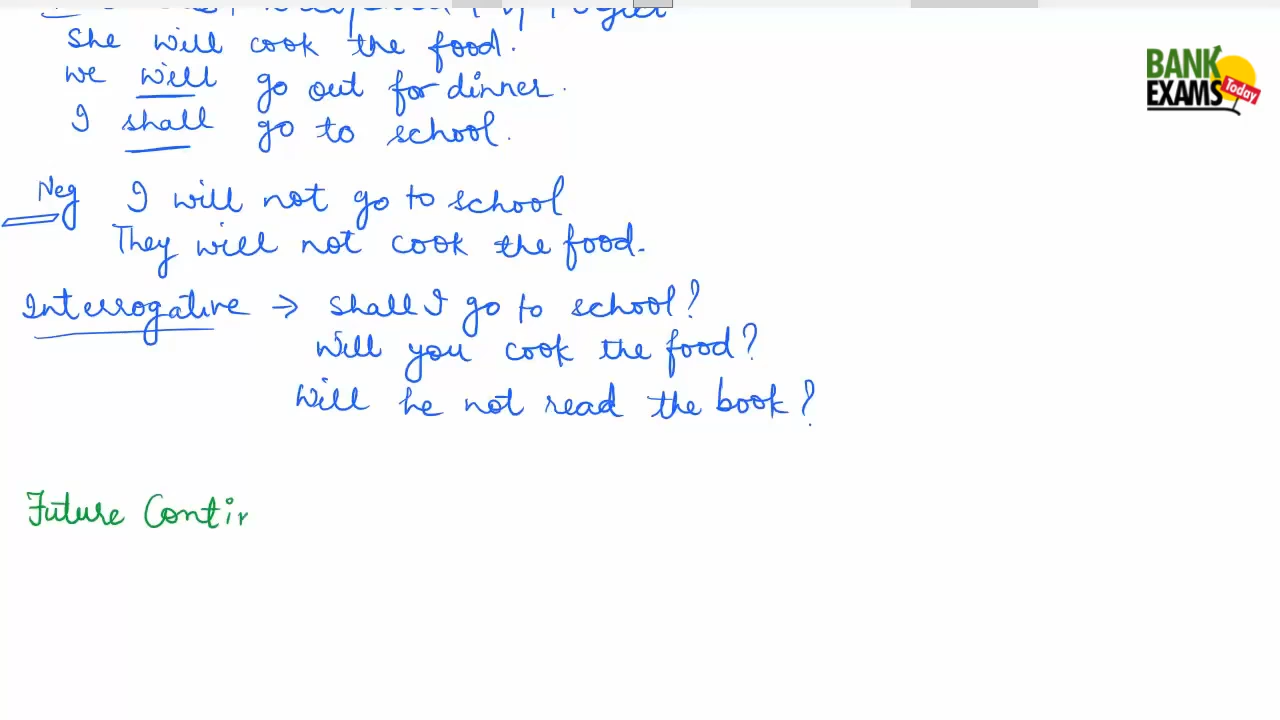 She will cook the food.
we will go out for dinner.
I shall go to school.
Neg I will not go to school
They will not cook the food.
Interrogative → Shall I go to school?
Will you cook the food?
Will he not read the book?
Future Contin
BANK
EXAMS Today